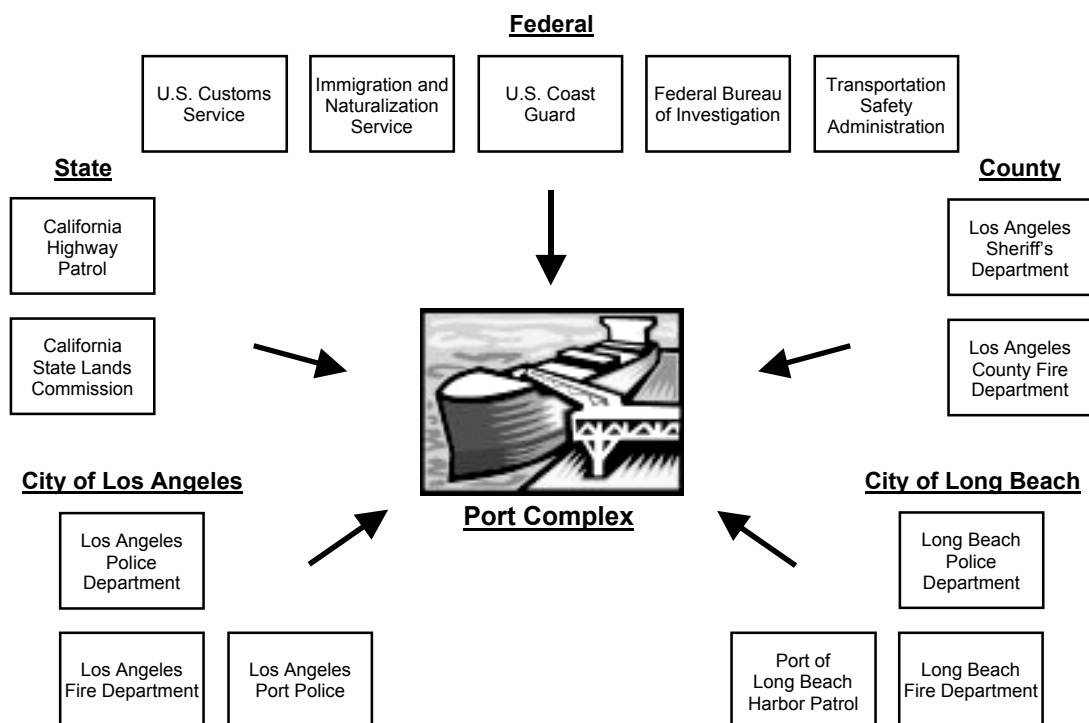 Federal
U.S. Customs
Service
Immigration and
Naturalization
Service
U.S. Coast
Guard
Federal Bureau
of Investigation
Transportation
Safety
Administration
State
California
Highway
Patrol
California
State Lands
Commission
County
Los Angeles
Sheriff's
Department
Los Angeles
County Fire
Department
Port Complex
City of Los Angeles
Los Angeles
Police
Department
Los Angeles
Fire Department
Los Angeles
Port Police
City of Long Beach
Long Beach
Police
Department
Port of
Long Beach
Harbor Patrol
Long Beach
Fire Department